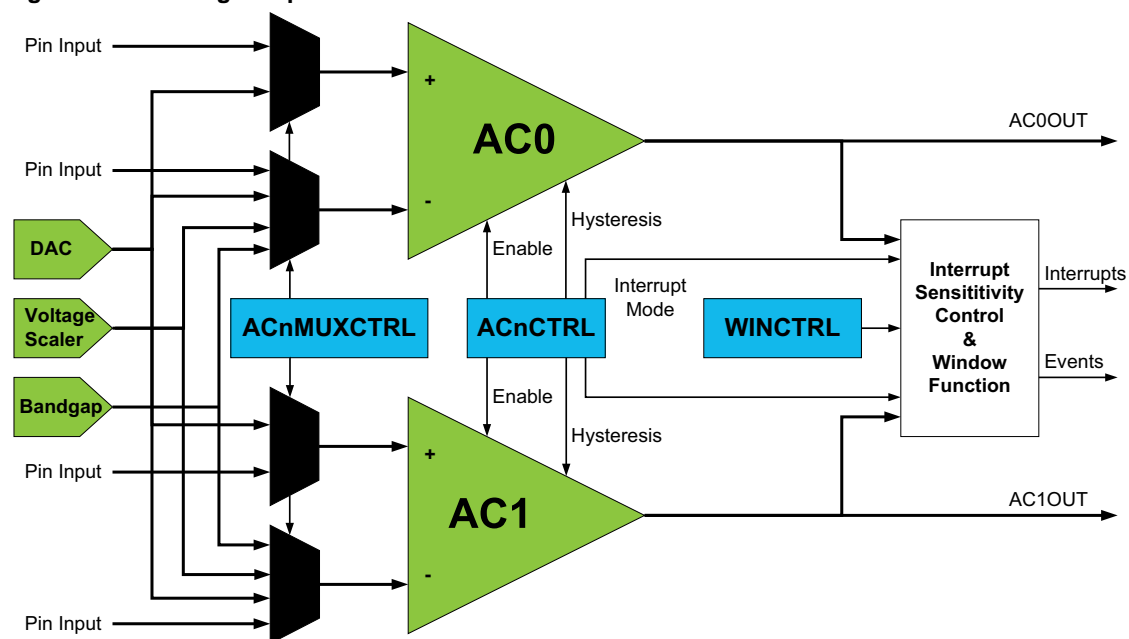 Pin Input
+
AC0
-
AC0OUT
Pin Input
DAC
Hysteresis
Enable
Voltage
Scaler
ACnMUXCTRL
ACnCTRL
Interrupt
Mode
WINCTRL
Interrupt
Sensititivity
Control
&
Window
Function
Interrupts
Events
Bandgap
Enable
Hysteresis
Pin Input
+
AC1
-
AC1OUT
Pin Input